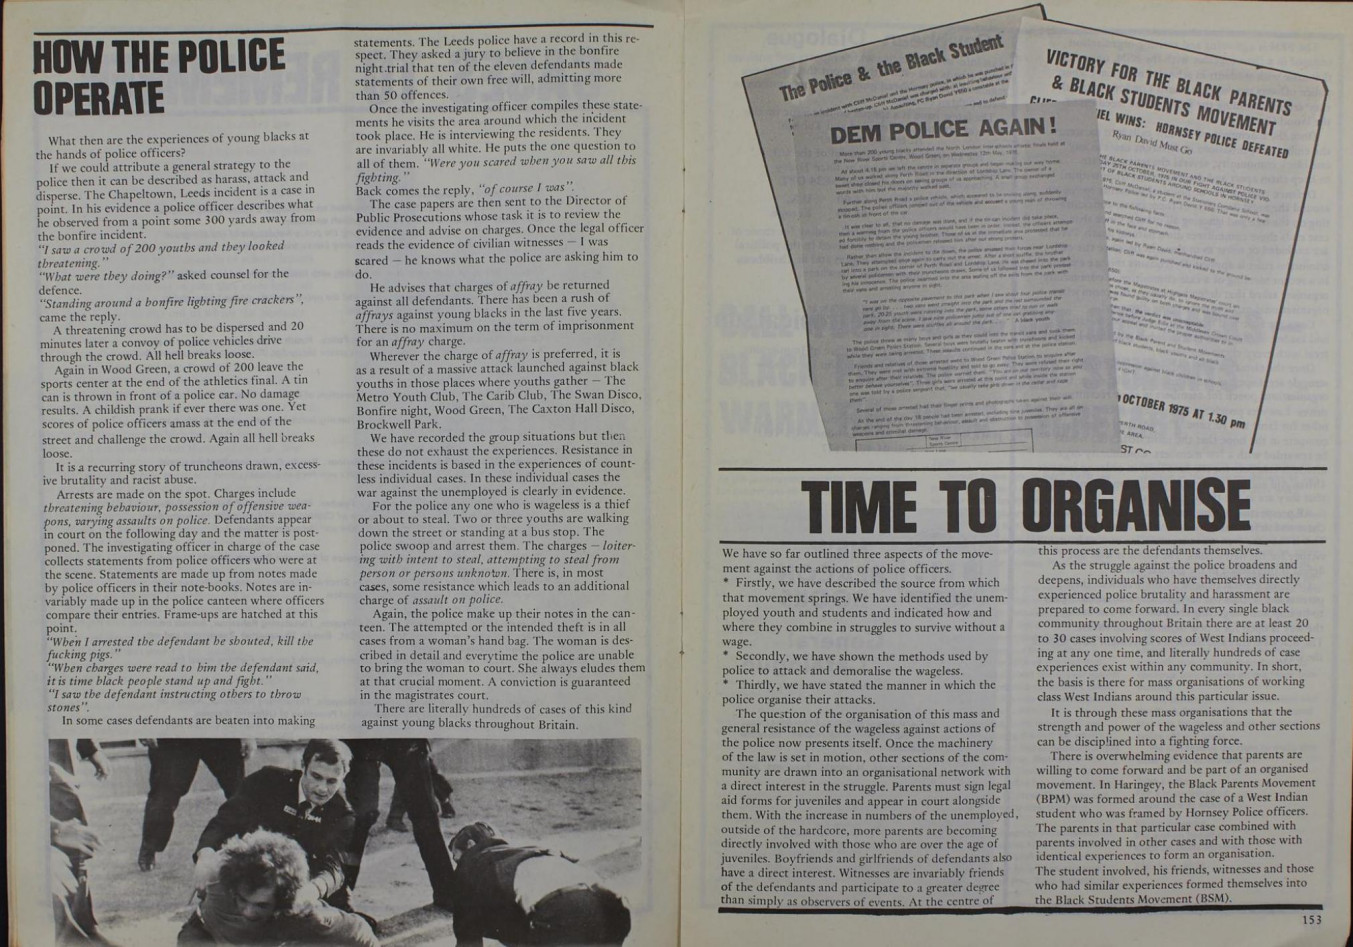 HOW THE POLICE
OPERATE
What then are the experiences of young blacks at
the hands of police officers?
If we could attribute a general strategy to the
police then it can be described as harass, attack and
disperse. The Chapeltown, Leeds incident is a case in
point. In his evidence a police officer describes what
he observed from a point some 300 yards away from
the bonfire incident.
"I saw a crowd of 200 youths and they looked
threatening."
"What were they doing?" asked counsel for the
defence.
"Standing around a bonfire lighting fire crackers",
came the reply.
A threatening crowd has to be dispersed and 20
minutes later a convoy of police vehicles drive
through the crowd. All hell breaks loose.
Again in Wood Green, a crowd of 200 leave the
sports center at the end of the athletics final. A tin
can is thrown in front of a police car. No damage
results. A childish prank if ever there was one. Yet
scores of police officers amass at the end of the
street and challenge the crowd. Again all hell breaks
loose.
It is a recurring story of truncheons drawn, excess-
ive brutality and racist abuse.
Arrests are made on the spot. Charges include
threatening behaviour, possession of offensive wea-
pons, varying assaults on police. Defendants appear
in court on the following day and the matter is post-
poned. The investigating officer in charge of the case
collects statements from police officers who were at
the scene. Statements are made up from notes made
by police officers in their note-books. Notes are in-
variably made up in the police canteen where officers
compare their entries. Frame-ups are hatched at this
point.
"When I arrested the defendant he shouted, kill the
fucking pigs."
"When charges were read to him the defendant said,
it is time black people stand up and fight."
"I saw the defendant instructing others to throw
stones".
In some cases defendants are beaten into making
statements. The Leeds police have a record in this re-
spect. They asked a jury to believe in the bonfire
night trial that ten of the eleven defendants made
statements of their own free will, admitting more
than 50 offences.
Once the investigating officer compiles these state-
ments he visits the area around which the incident
took place. He is interviewing the residents. They
are invariably all white. He puts the one question to
all of them. "Were you scared when you saw all this
fighting."
Back comes the reply, "of course I was".
The case papers are then sent to the Director of
Public Prosecutions whose task it is to review the
evidence and advise on charges. Once the legal officer
reads the evidence of civilian witnesses – I was
scared – he knows what the police are asking him to
do.
He advises that charges of affray be returned
against all defendants. There has been a rush of
affrays against young blacks in the last five years.
There is no maximum on the term of imprisonment
for an affray charge.
Wherever the charge of affray is preferred, it is
as a result of a massive attack launched against black
youths in those places where youths gather – The
Metro Youth Club, The Carib Club, The Swan Disco,
Bonfire night, Wood Green, The Caxton Hall Disco,
Brockwell Park.
We have recorded the group situations but then
these do not exhaust the experiences. Resistance in
these incidents is based in the experiences of count-
less individual cases. In these individual cases the
war against the unemployed is clearly in evidence.
For the police any one who is wageless is a thief
or about to steal. Two or three youths are walking
down the street or standing at a bus stop. The
police swoop and arrest them. The charges – loiter-
ing with intent to steal, attempting to steal from
person or persons unknown. There is, in most
cases, some resistance which leads to an additional
charge of assault on police.
Again, the police make up their notes in the can-
teen. The attempted or the intended theft is in all
cases from a woman's hand bag. The woman is des-
cribed in detail and everytime the police are unable
to bring the woman to court. She always eludes them
at that crucial moment. A conviction is guaranteed
in the magistrates court.
There are literally hundreds of cases of this kind
against young blacks throughout Britain.
The Police & the Black Student
DEM POLICE AGAIN!
VICTORY FOR THE BLACK PARENTS
& BLACK STUDENTS MOVEMENT
WINS: HORNSEY POLICE DEFEATED
Ryan David Must Go
OCTOBER 1975 AT 1.30 pm
TIME TO ORGANISE
We have so far outlined three aspects of the move-
ment against the actions of police officers.
* Firstly, we have described the source from which
that movement springs. We have identified the unem-
ployed youth and students and indicated how and
where they combine in struggles to survive without a
wage.
* Secondly, we have shown the methods used by
police to attack and demoralise the wageless.
* Thirdly, we have stated the manner in which the
police organise their attacks.
The question of the organisation of this mass and
general resistance of the wageless against actions of
the police now presents itself. Once the machinery
of the law is set in motion, other sections of the com-
munity are drawn into an organisational network with
a direct interest in the struggle. Parents must sign legal
aid forms for juveniles and appear in court alongside
them. With the increase in numbers of the unemployed,
outside of the hardcore, more parents are becoming
directly involved with those who are over the age of
juveniles. Boyfriends and girlfriends of defendants also
have a direct interest. Witnesses are invariably friends
of the defendants and participate to a greater degree
than simply as observers of events. At the centre of
this process are the defendants themselves.
As the struggle against the police broadens and
deepens, individuals who have themselves directly
experienced police brutality and harassment are
prepared to come forward. In every single black
community throughout Britain there are at least 20
to 30 cases involving scores of West Indians proceed-
ing at any one time, and literally hundreds of case
experiences exist within any community. In short,
the basis is there for mass organisations of working
class West Indians around this particular issue.
It is through these mass organisations that the
strength and power of the wageless and other sections
can be disciplined into a fighting force.
There is overwhelming evidence that parents are
willing to come forward and be part of an organised
movement. In Haringey, the Black Parents Movement
(BPM) was formed around the case of a West Indian
student who was framed by Hornsey Police officers.
The parents in that particular case combined with
parents involved in other cases and with those with
identical experiences to form an organisation.
The student involved, his friends, witnesses and those
who had similar experiences formed themselves into
the Black Students Movement (BSM).
153